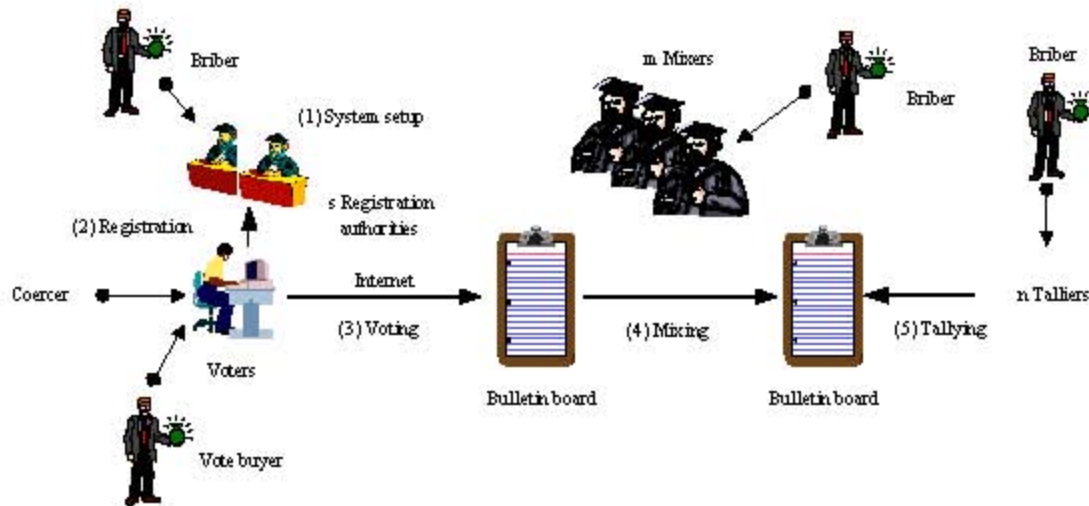 Briber
(1) System setup
s Registration
authorities
(2) Registration
Coercer
Voters
Vote buyer
Internet
(3) Voting
Bulletin board
m Mixers
Briber
(4) Mixing
Bulletin board
Briber
n Talliers
(5) Tallying